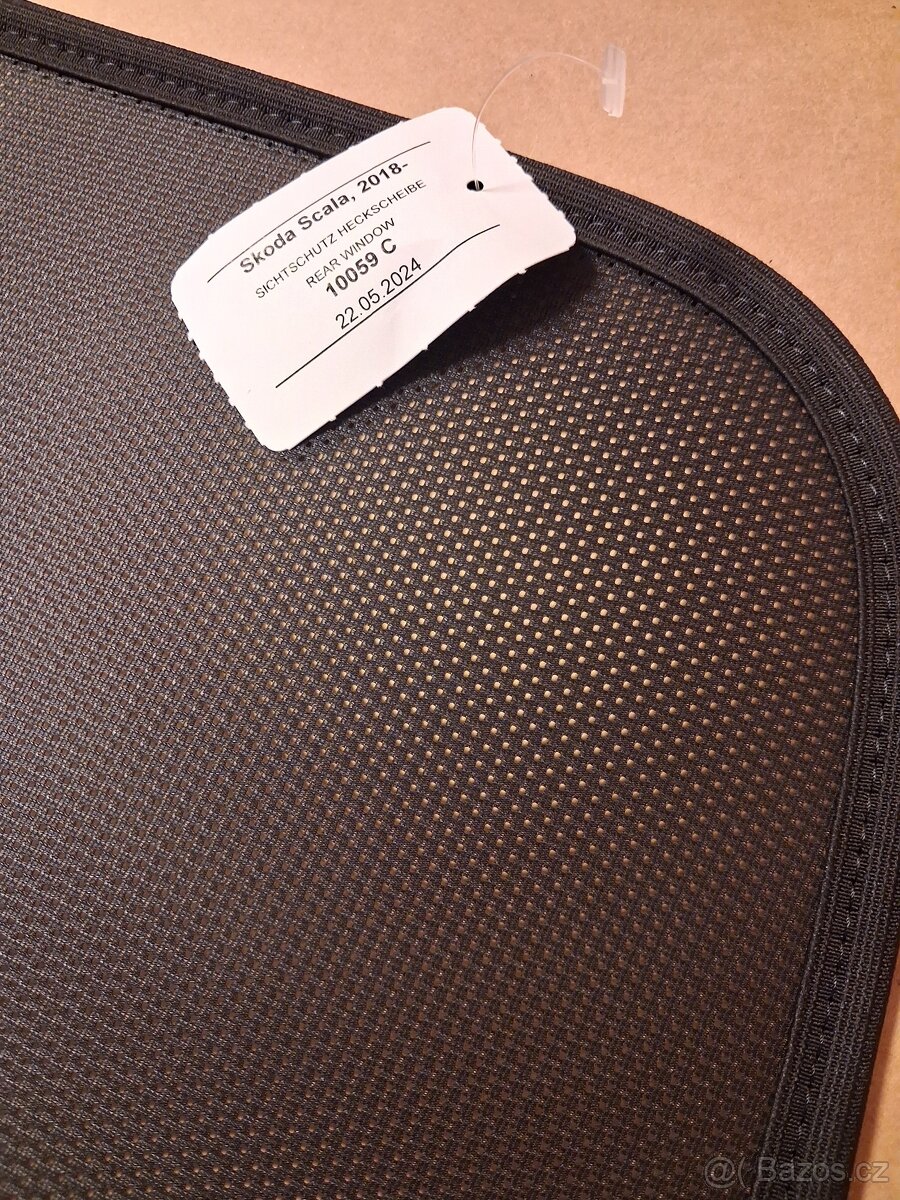 Skoda Scala, 2018-
SICHTSCHUTZ HECKSCHEIBE
REAR WINDOW
10059 C
22.05.2024
@( Bazos.cz